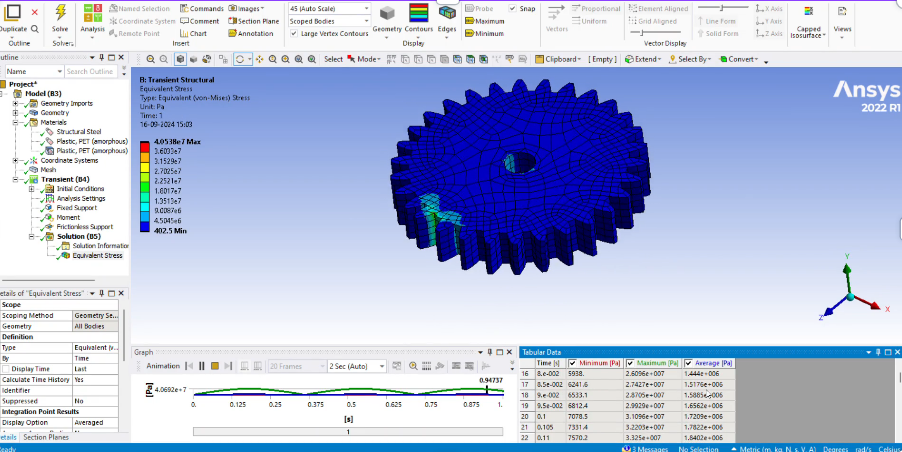 Duplicate
Outline
Solve
Solver
Analysis
Named Selection
Coordinate System
Remote Point
Commands
Comment
Chart
Images
Section Plane
Annotation
Insert
45 (Auto Scale)
Scoped Bodies
Large Vertex Contours
Geometry
Contours
Edges
Display
Probe
Maximum
Minimum
Snap
Vectors
Proportional
Uniform
Element Aligned
Grid Aligned
Line Form
Solid Form
X Axis
Y Axis
Z Axis
Vector Display
Capped
Isosurface
Views
Outline
Name
Search Outline
Select
Mode
Clipboard
[ Empty ]
Extend
Select By
Convert
Project*
Model (B3)
Geometry Imports
Geometry
Materials
Structural Steel
Plastic, PET (amorphous)
Plastic, PET (amorphous)
Coordinate Systems
Mesh
Transient (B4)
Initial Conditions
Analysis Settings
Fixed Support
Moment
Frictionless Support
Solution (B5)
Solution Information
Equivalent Stress
B: Transient Structural
Equivalent Stress
Type: Equivalent (von-Mises) Stress
Unit: Pa
Time: 1
16-09-2024 15:03
4.0538e7 Max
3.6033e7
3.1529e7
2.7025e7
2.2521e7
1.8017e7
1.3513e7
9.0087e6
4.5045e6
402.5 Min
Ansys
2022 R1
Y
X
Z
Details of "Equivalent Stress"
Scope
Scoping Method Geometry Se...
Geometry All Bodies
Definition
Type Equivalent (v...
By Time
Display Time Last
Calculate Time History Yes
Identifier
Suppressed No
Integration Point Results
Display Option Averaged
Details Section Planes
Graph
Animation
20 Frames
2 Sec (Auto)
0.94737
4.0692e+7
[Pa]
0. 0.125 0.25 0.375 0.5 0.625 0.75 0.875 1.
[s]
1
Tabular Data
Time [s] Minimum [Pa] Maximum [Pa] Average [Pa]
16 8.e-002 5938. 2.6096e+007 1.444e+006
17 8.5e-002 6241.6 2.7427e+007 1.5176e+006
18 9.e-002 6533.1 2.8705e+007 1.5885e+006
19 9.5e-002 6812.4 2.9929e+007 1.6562e+006
20 0.1 7078.5 3.1096e+007 1.7209e+006
21 0.105 7331.4 3.2205e+007 1.7822e+006
22 0.11 7570.2 3.325e+007 1.8402e+006
Ready
3 Messages
No Selection
Metric (m, kg, N, s, V, A) Degrees rad/s Celsius